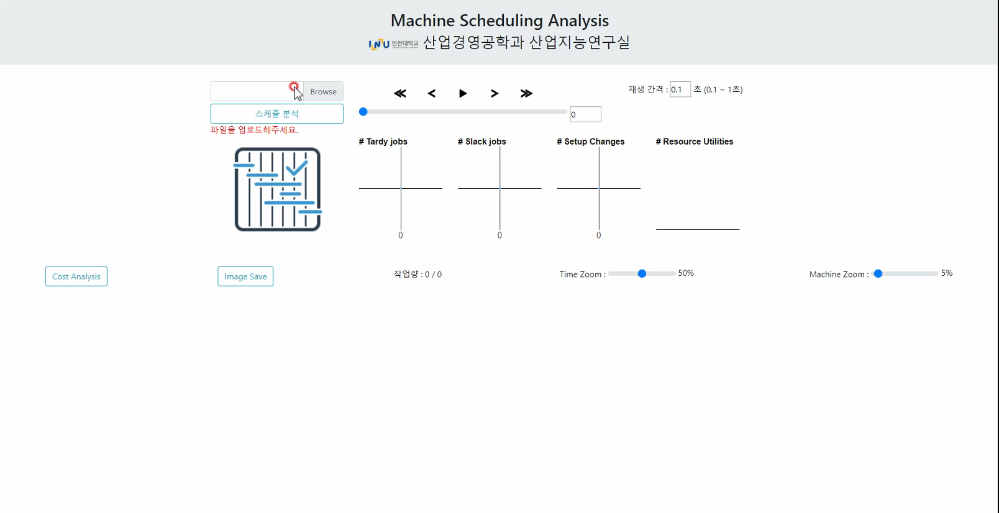 Machine Scheduling Analysis
INU 인천대학교 산업경영공학과 산업지능연구실
Browse
재생 간격 : 0.1 초 (0.1 ~ 1초)
스케줄 분석
0
파일을 업로드해주세요.
# Tardy jobs
# Slack jobs
# Setup Changes
# Resource Utilities
0
0
0
Cost Analysis
Image Save
작업량 : 0 / 0
Time Zoom : 50%
Machine Zoom : 5%